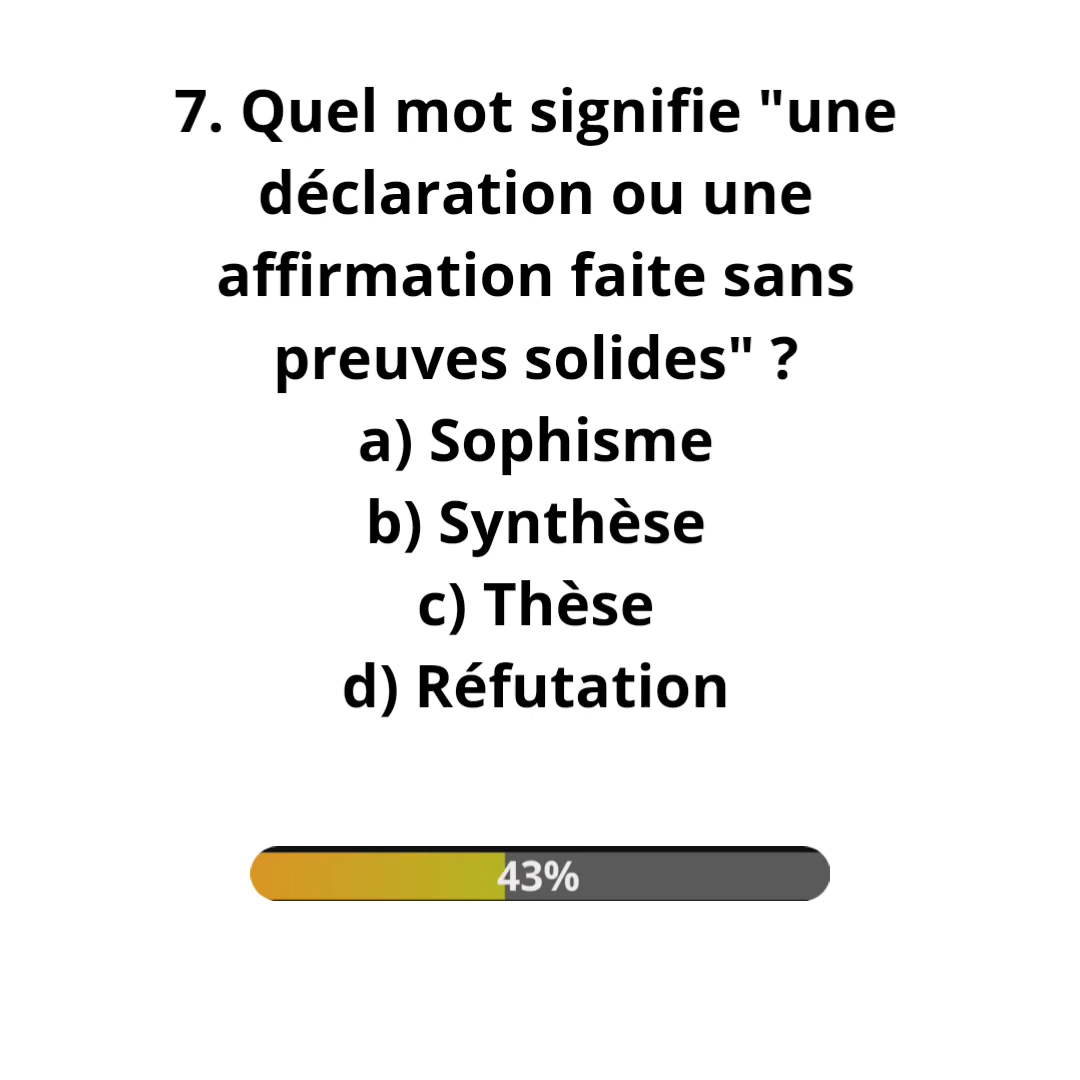 7. Quel mot signifie "une
déclaration ou une
affirmation faite sans
preuves solides" ?
a) Sophisme
b) Synthèse
c) Thèse
d) Réfutation
43%